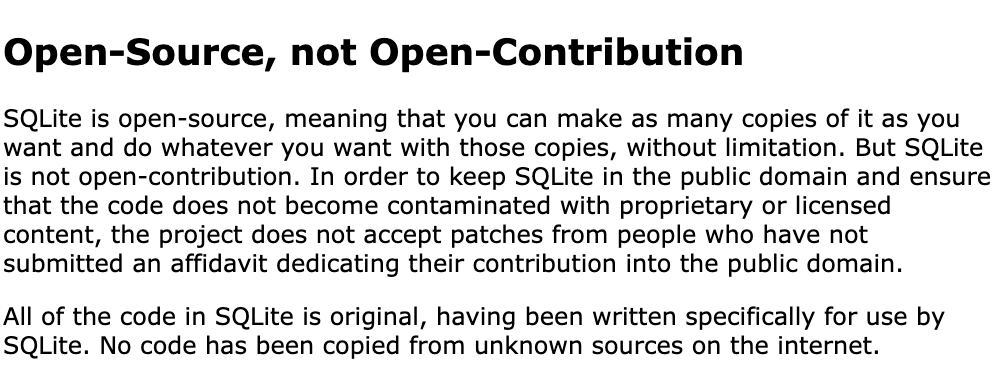 Open-Source, not Open-Contribution
SQLite is open-source, meaning that you can make as many copies of it as you
want and do whatever you want with those copies, without limitation. But SQLite
is not open-contribution. In order to keep SQLite in the public domain and ensure
that the code does not become contaminated with proprietary or licensed
content, the project does not accept patches from people who have not
submitted an affidavit dedicating their contribution into the public domain.
All of the code in SQLite is original, having been written specifically for use by
SQLite. No code has been copied from unknown sources on the internet.